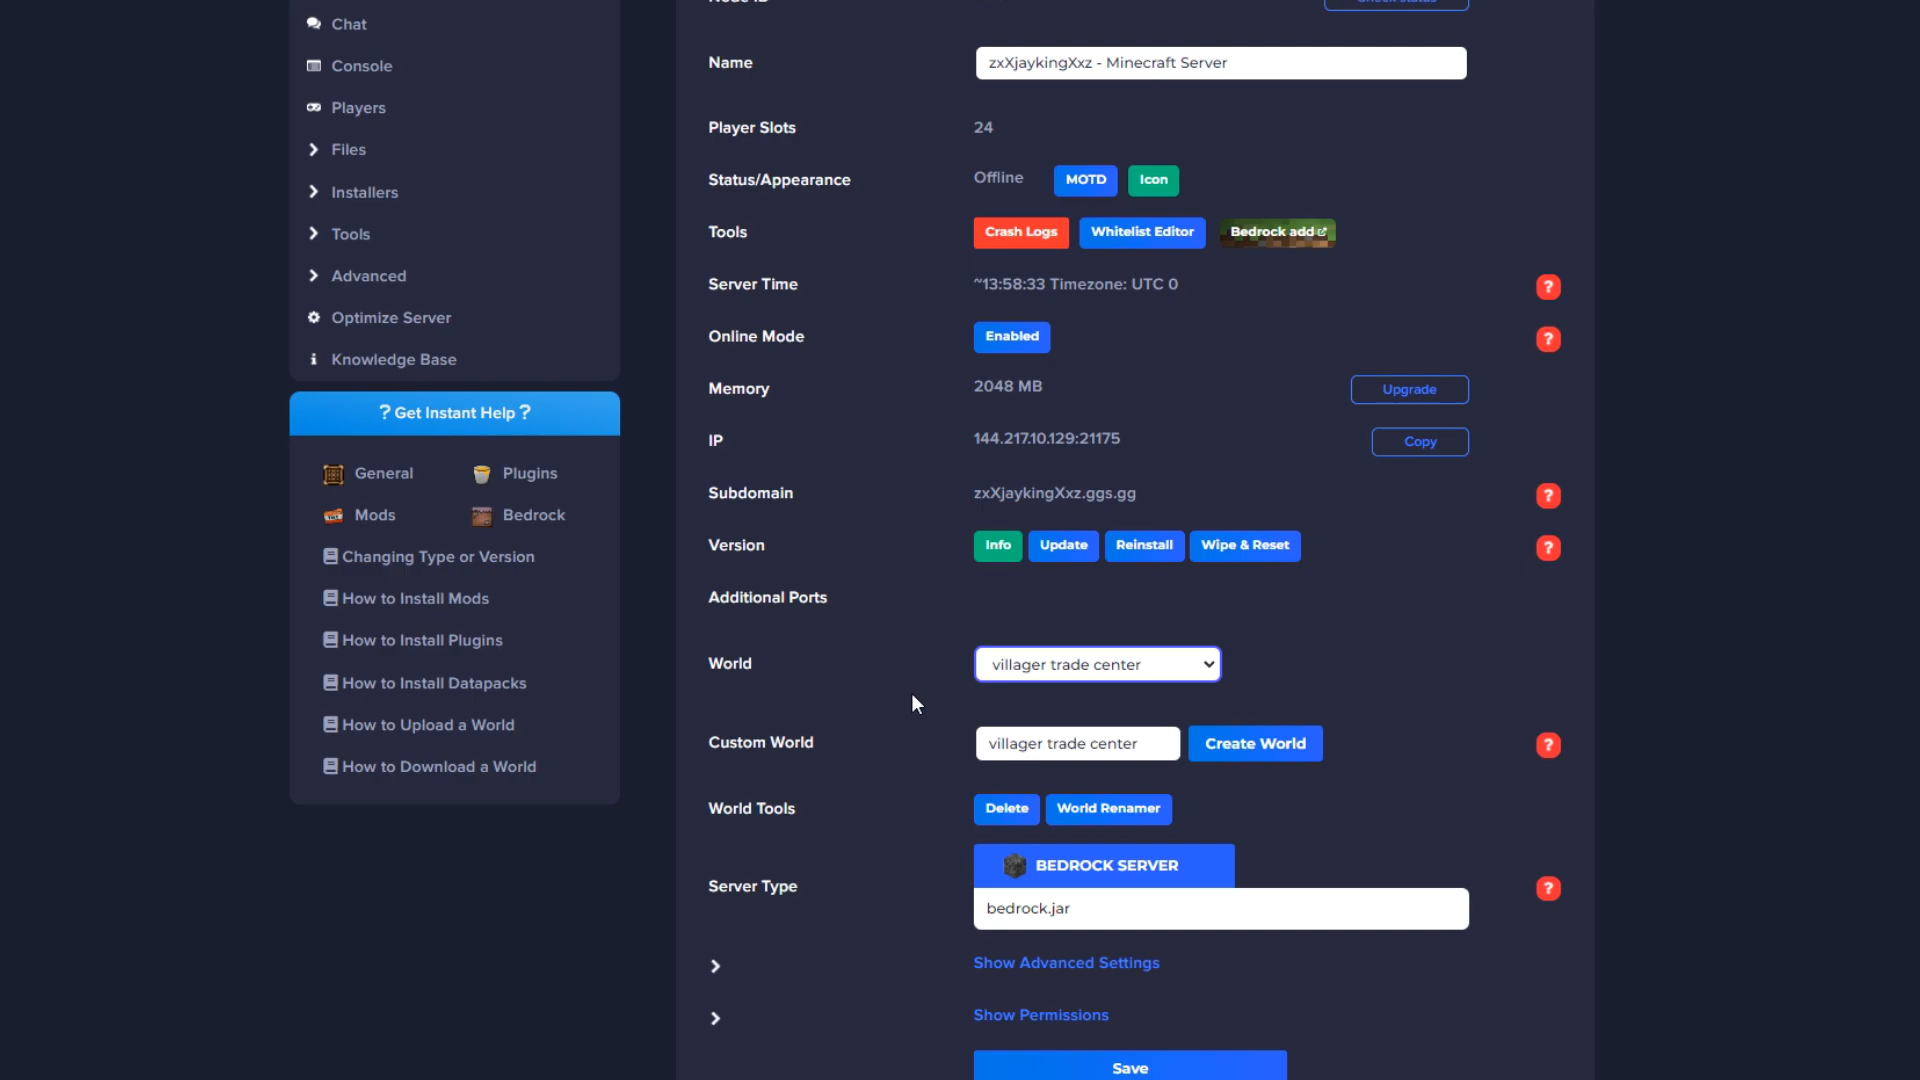 Chat
Console
Players
Files
Installers
Tools
Advanced
Optimize Server
Knowledge Base
? Get Instant Help ?
General
Plugins
Mods
Bedrock
Changing Type or Version
How to Install Mods
How to Install Plugins
How to Install Datapacks
How to Upload a World
How to Download a World
Name
zxXjaykingXxz - Minecraft Server
Player Slots
24
Status/Appearance
Offline
MOTD
Icon
Tools
Crash Logs
Whitelist Editor
Bedrock add
Server Time
~13:58:33 Timezone: UTC 0
?
Online Mode
Enabled
?
Memory
2048 MB
Upgrade
IP
144.217.10.129:21175
Copy
Subdomain
zxXjaykingXxz.ggs.gg
?
Version
Info
Update
Reinstall
Wipe & Reset
?
Additional Ports
World
villager trade center
Custom World
villager trade center
Create World
?
World Tools
Delete
World Renamer
Server Type
BEDROCK SERVER
bedrock.jar
?
Show Advanced Settings
Show Permissions
Save